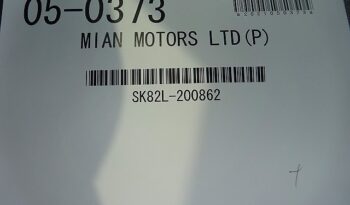 05-0373
MIAN MOTORS LTD(P)
SK82L-200862